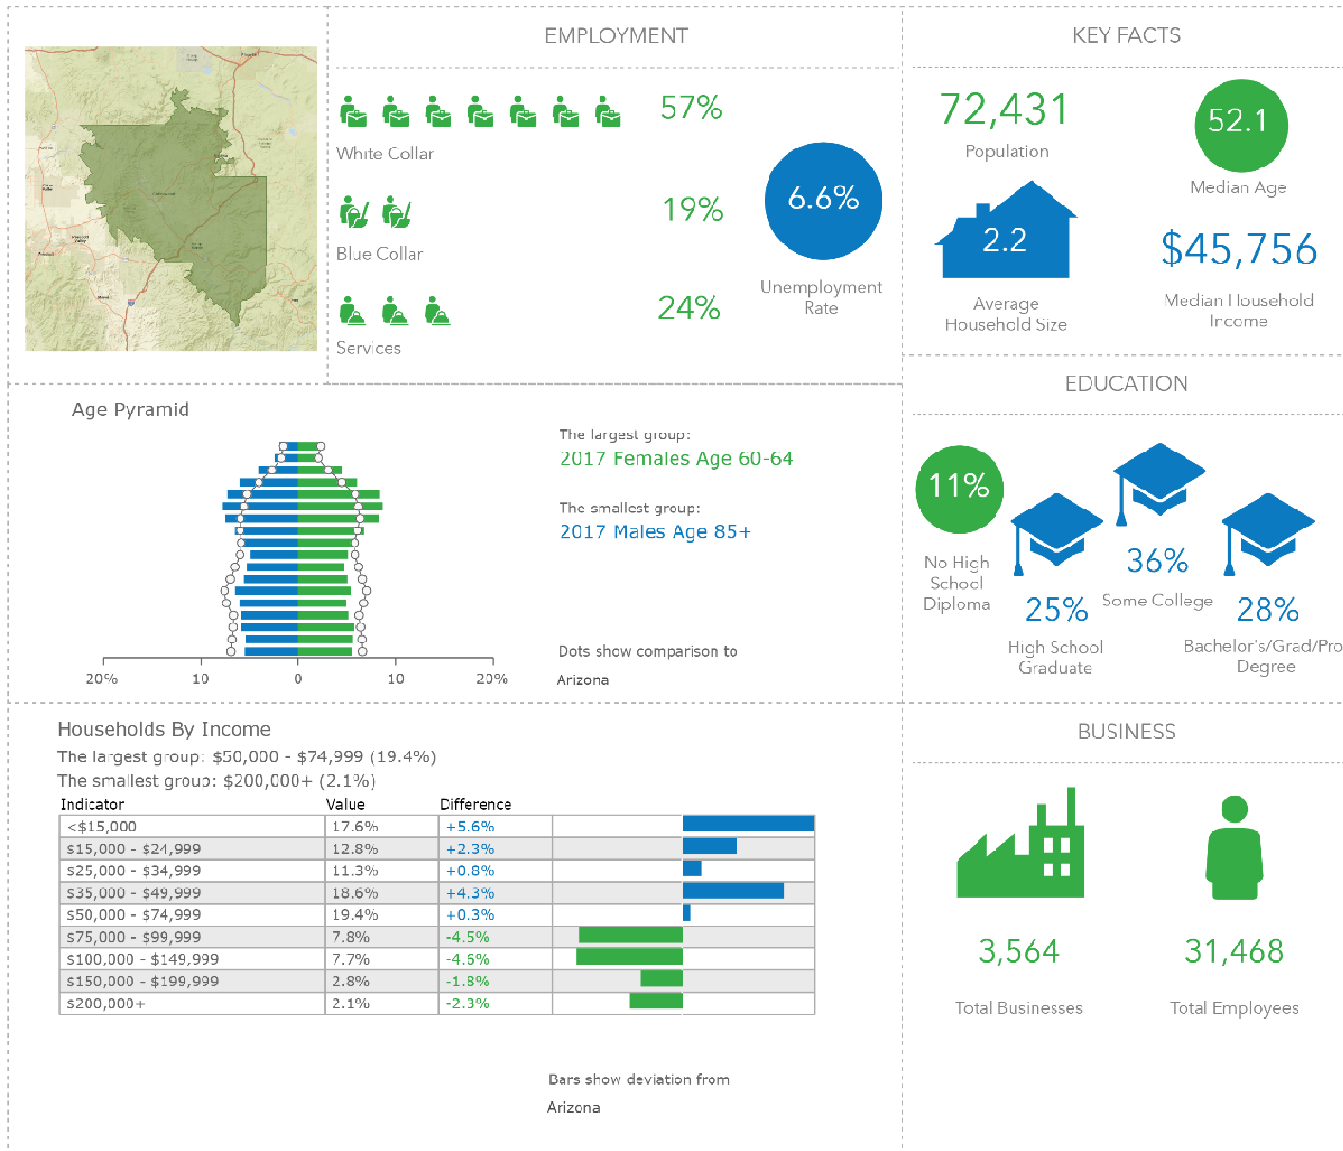 EMPLOYMENT
57%
White Collar
19%
Blue Collar
24%
Services
6.6%
Unemployment
Rate
KEY FACTS
72,431
Population
52.1
Median Age
2.2
Average
Household Size
$45,756
Median Household
Income
Age Pyramid
20%
10
0
10
20%
The largest group:
2017 Females Age 60-64
The smallest group:
2017 Males Age 85+
Dots show comparison to
Arizona
EDUCATION
11%
No High
School
Diploma
25%
High School
Graduate
36%
Some College
28%
Bachelor's/Grad/Pro
Degree
Households By Income
The largest group: $50,000 - $74,999 (19.4%)
The smallest group: $200,000+ (2.1%)
Indicator Value Difference
<$15,000 17.6% +5.6%
$15,000 - $24,999 12.8% +2.3%
$25,000 - $34,999 11.3% +0.8%
$35,000 - $49,999 18.6% +4.3%
$50,000 - $74,999 19.4% +0.3%
$75,000 - $99,999 7.8% -4.5%
$100,000 - $149,999 7.7% -4.6%
$150,000 - $199,999 2.8% -1.8%
$200,000+ 2.1% -2.3%
Bars show deviation from
Arizona
BUSINESS
3,564
Total Businesses
31,468
Total Employees